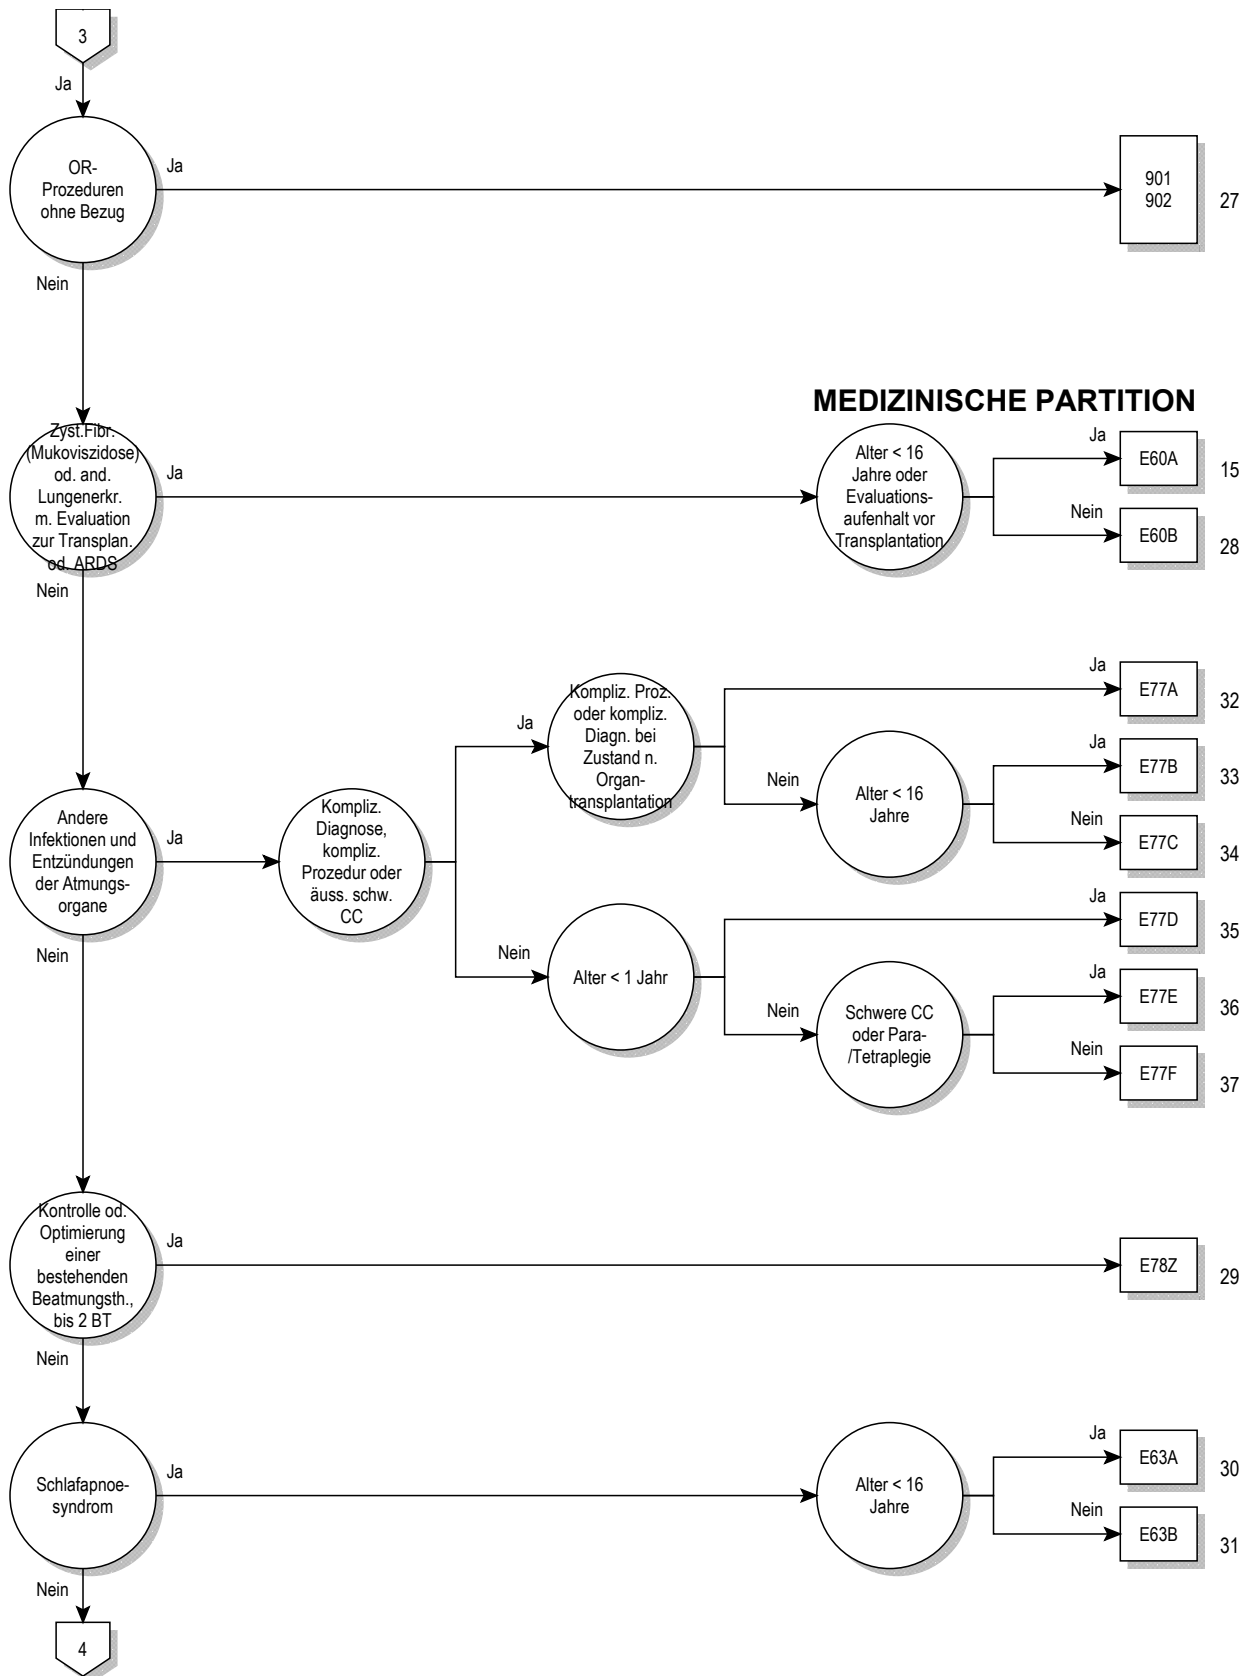 3
Ja
OR-
Prozeduren
ohne Bezug
Ja
901
902
27
Nein
MEDIZINISCHE PARTITION
Zyst.Fibr.
(Mukoviszidose)
od. and.
Lungenerkr.
m. Evaluation
zur Transplan.
od. ARDS
Ja
Alter < 16
Jahre oder
Evaluations-
aufenhalt vor
Transplantation
Ja
E60A
15
Nein
E60B
28
Nein
Andere
Infektionen und
Entzündungen
der Atmungs-
organe
Ja
Kompliz.
Diagnose,
kompliz.
Prozedur oder
äuss. schw.
CC
Ja
Kompliz. Proz.
oder kompliz.
Diagn. bei
Zustand n.
Organ-
transplantation
Ja
E77A
32
Nein
Alter < 16
Jahre
Ja
E77B
33
Nein
E77C
34
Nein
Alter < 1 Jahr
Ja
E77D
35
Nein
Schwere CC
oder Para-
/Tetraplegie
Ja
E77E
36
Nein
E77F
37
Nein
Kontrolle od.
Optimierung
einer
bestehenden
Beatmungsth.,
bis 2 BT
Ja
E78Z
29
Nein
Schlafapnoe-
syndrom
Ja
Alter < 16
Jahre
Ja
E63A
30
Nein
E63B
31
Nein
4